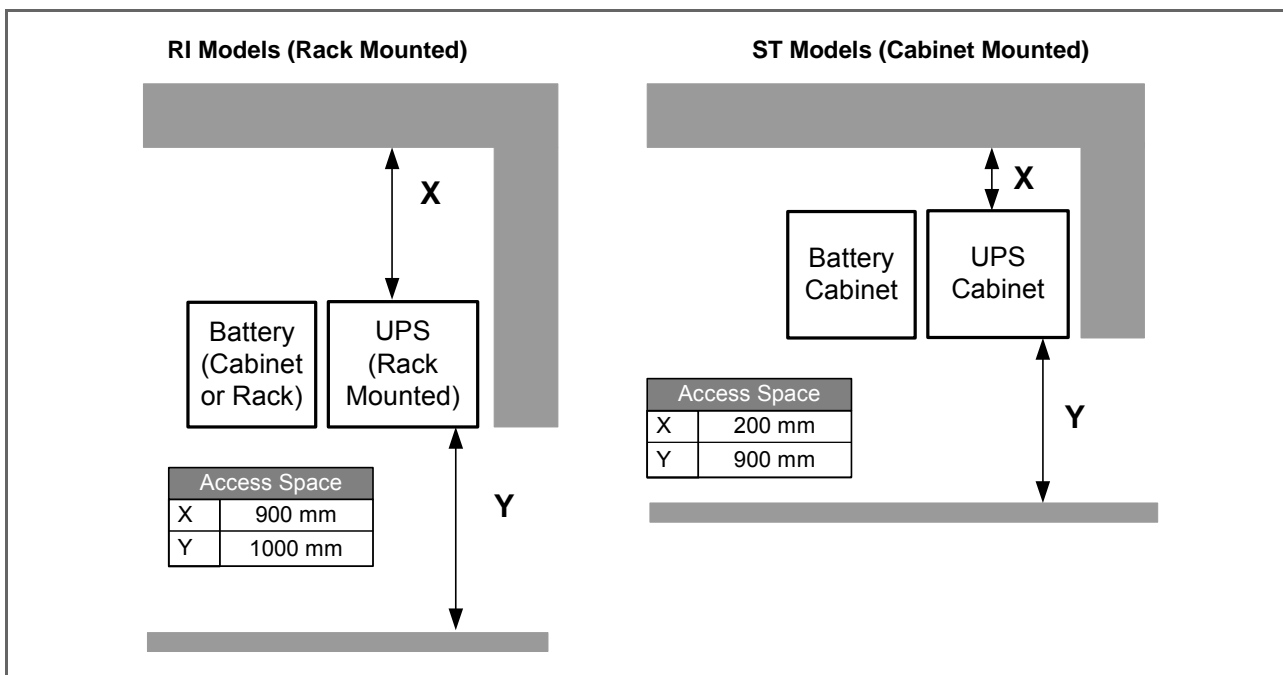 RI Models (Rack Mounted)
X
Battery
(Cabinet
or Rack)
UPS
(Rack
Mounted)
Access Space
X 900 mm
Y 1000 mm
Y
ST Models (Cabinet Mounted)
X
Battery
Cabinet
UPS
Cabinet
Access Space
X 200 mm
Y 900 mm
Y